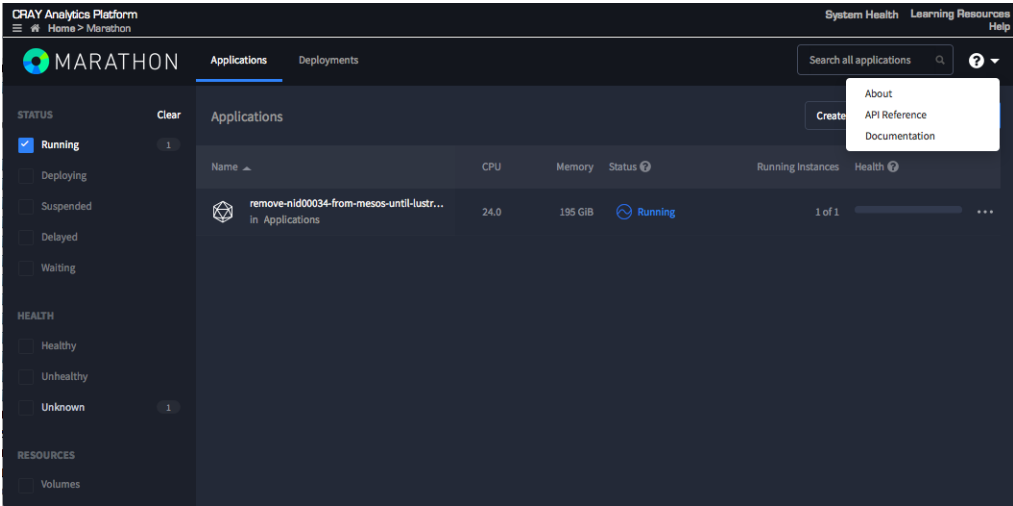 CRAY Analytics Platform
System Health Learning Resources
Home > Marathon
Help
MARATHON
Applications
Deployments
Search all applications
About
API Reference
Documentation
STATUS
Clear
Running
1
Deploying
Suspended
Delayed
Waiting
HEALTH
Healthy
Unhealthy
Unknown
1
RESOURCES
Volumes
Applications
Create
Name CPU Memory Status Running Instances Health
remove-nid00034-from-mesos-until-lustr...
in Applications
24.0 195 GiB Running 1 of 1